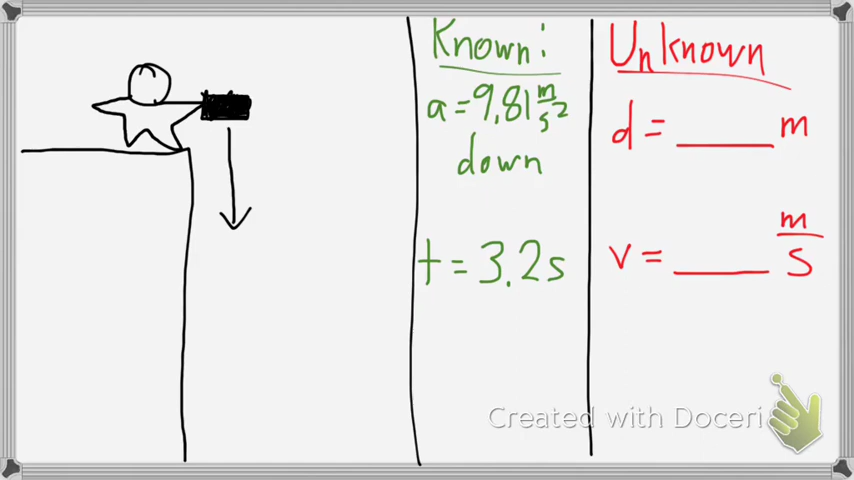 Known:
a = 9.81 m/s²
down
t = 3.2s
Unknown
d = ____ m
v = ____ m/s
Created with Doceri